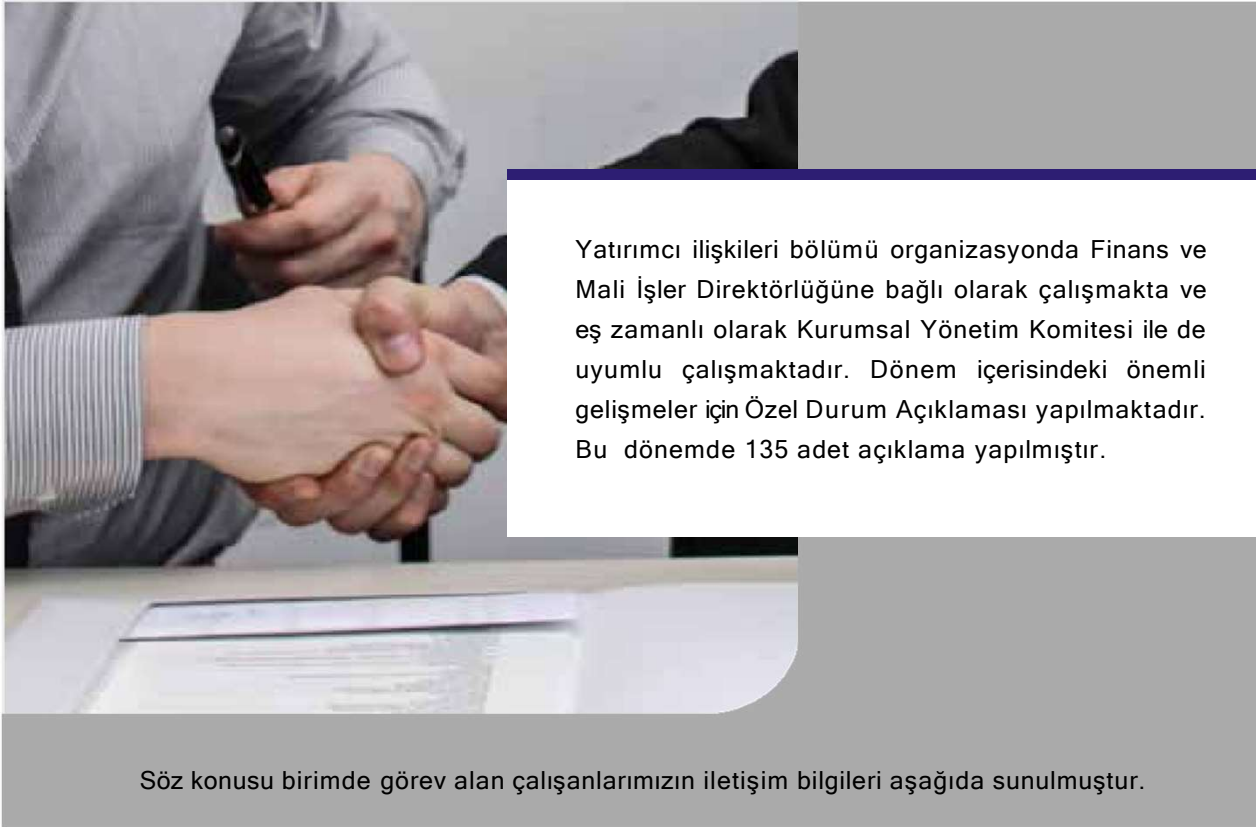 Yatırımcı ilişkileri bölümü organizasyonda Finans ve
Mali İşler Direktörlüğüne bağlı olarak çalışmakta ve
eş zamanlı olarak Kurumsal Yönetim Komitesi ile de
uyumlu çalışmaktadır. Dönem içerisindeki önemli
gelişmeler için Özel Durum Açıklaması yapılmaktadır.
Bu dönemde 135 adet açıklama yapılmıştır.
Söz konusu birimde görev alan çalışanlarımızın iletişim bilgileri aşağıda sunulmuştur.